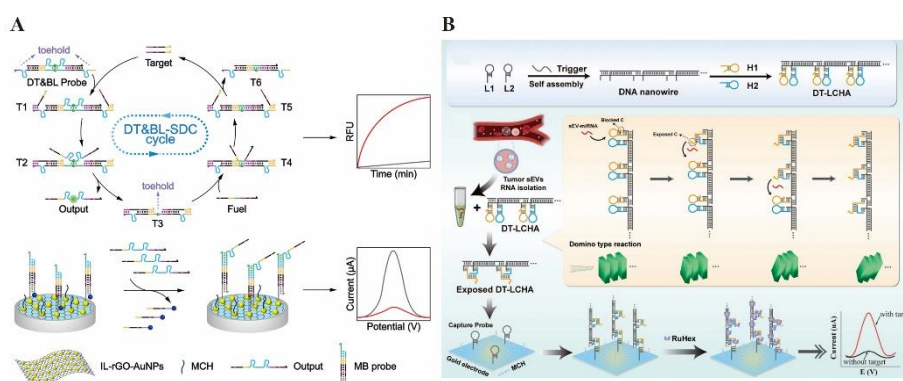 A
toehold
DT&BL Probe
Target
T1
T6
T5
DT&BL-SDC
cycle
T2
T4
toehold
Output
T3
Fuel
RFU
Time (min)
Current (μA)
Potential (V)
IL-rGO-AuNPs
MCH
Output
MB probe
B
L1 L2
Trigger
Self assembly
DNA nanowire
H1
H2
DT-LCHA
sEV-miRNA
Blocked C
Exposed C
Tumor sEVs
RNA isolation
DT-LCHA
Domino type reaction
Exposed DT-LCHA
Capture Probe
Gold electrode
MCH
RuHex
Current (uA)
with tar
without target
E (V)